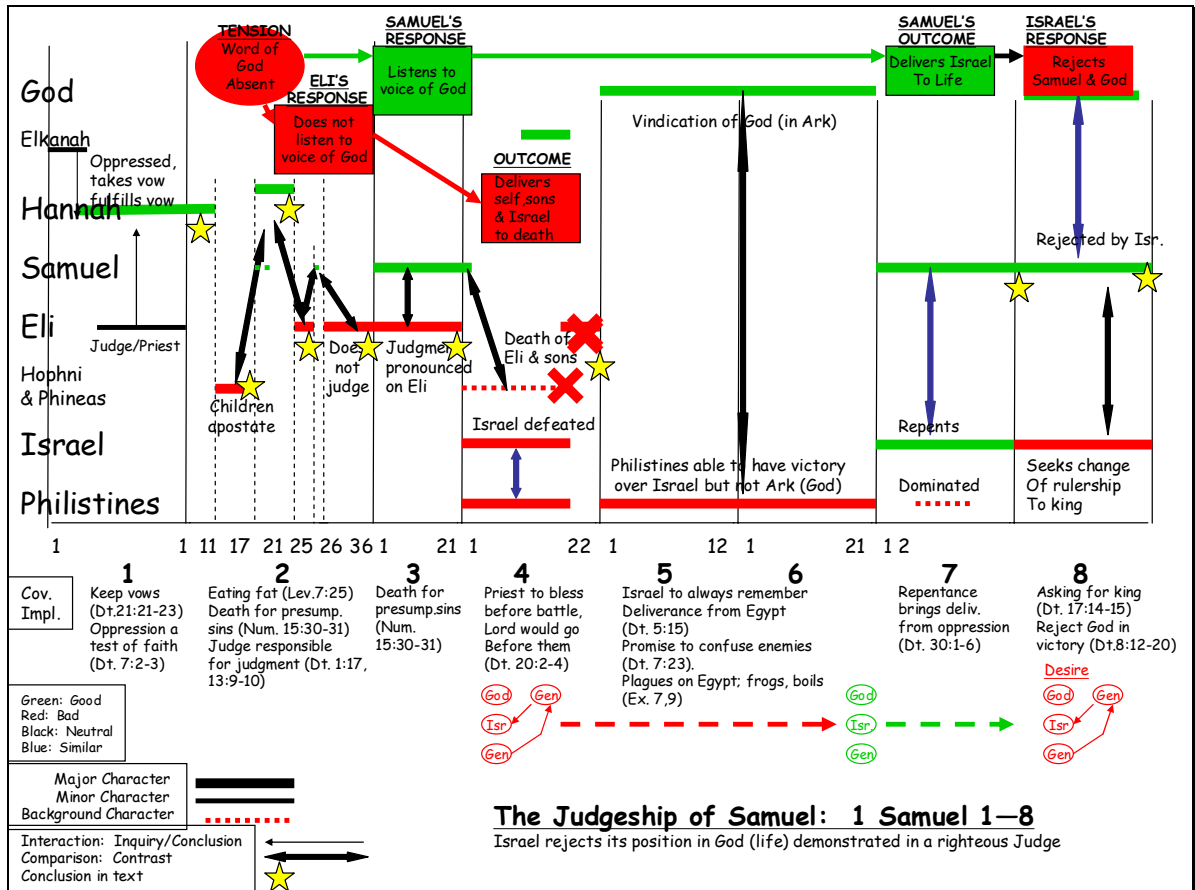 TENSION
Word of
God
Absent
SAMUEL'S
RESPONSE
Listens to
voice of God
ELI'S
RESPONSE
Does not
listen to
voice of God
SAMUEL'S
OUTCOME
Delivers Israel
To Life
ISRAEL'S
RESPONSE
Rejects
Samuel & God
God
Elkanah
Oppressed,
takes vow
fulfills vow
Hannah
Samuel
Eli
Judge/Priest
Hophni
& Phineas
Israel
Philistines
Children
apostate
Does
not
judge
Judgment
pronounced
on Eli
OUTCOME
Delivers
self,sons
& Israel
to death
Death of
Eli & sons
Israel defeated
Vindication of God (in Ark)
Philistines able to have victory
over Israel but not Ark (God)
Repents
Dominated
Rejected by Isr.
Seeks change
Of rulership
To king
1 1 11 17 21 25 26 36 1 21 1 22 1 12 1 21 1 2
1 2 3 4 5 6 7 8
Cov.
Impl.
Keep vows
(Dt.21:21-23)
Oppression a
test of faith
(Dt. 7:2-3)
Eating fat (Lev.7:25)
Death for presump.
sins (Num. 15:30-31)
Judge responsible
for judgment (Dt. 1:17,
13:9-10)
Death for
presump.sins
(Num.
15:30-31)
Priest to bless
before battle,
Lord would go
Before them
(Dt. 20:2-4)
Israel to always remember
Deliverance from Egypt
(Dt. 5:15)
Promise to confuse enemies
(Dt. 7:23).
Plagues on Egypt; frogs, boils
(Ex. 7,9)
Repentance
brings deliv.
from oppression
(Dt. 30:1-6)
Asking for king
(Dt. 17:14-15)
Reject God in
victory (Dt.8:12-20)
Desire
God Gen
Isr
Gen
God
Isr.
Gen
God Gen
Isr
Gen
Green: Good
Red: Bad
Black: Neutral
Blue: Similar
Major Character
Minor Character
Background Character
Interaction: Inquiry/Conclusion
Comparison: Contrast
Conclusion in text
The Judgeship of Samuel: 1 Samuel 1—8
Israel rejects its position in God (life) demonstrated in a righteous Judge